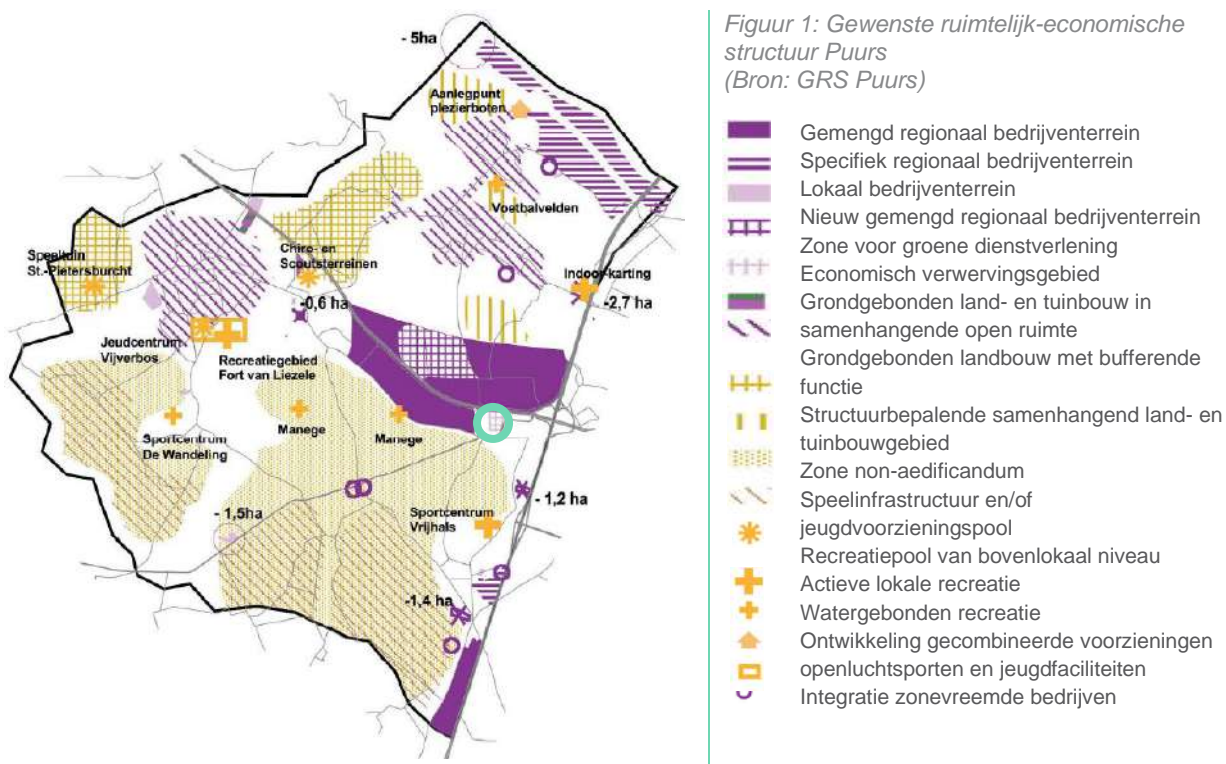 - 5ha
Aanlegpunt
plezierboten
Voetbalvelden
Speeltuin
St.-Pietersburcht
Chiro- en
Scoutsterreinen
Indoor-karting
-0,6 ha
-2,7 ha
Jeudcentrum
Vijverbos
Recreatiegebied
Fort van Liezele
Manege
Manege
Sportcentrum
De Wandeling
- 1,5ha
- 1,2 ha
Sportcentrum
Vrijhals
-1,4 ha
Figuur 1: Gewenste ruimtelijk-economische
structuur Puurs
(Bron: GRS Puurs)
Gemengd regionaal bedrijventerrein
Specifiek regionaal bedrijventerrein
Lokaal bedrijventerrein
Nieuw gemengd regionaal bedrijventerrein
Zone voor groene dienstverlening
Economisch verwervingsgebied
Grondgebonden land- en tuinbouw in
samenhangende open ruimte
Grondgebonden landbouw met bufferende
functie
Structuurbepalende samenhangend land- en
tuinbouwgebied
Zone non-aedificandum
Speelinfrastructuur en/of
jeugdvoorzieningspool
Recreatiepool van bovenlokaal niveau
Actieve lokale recreatie
Watergebonden recreatie
Ontwikkeling gecombineerde voorzieningen
openluchtsporten en jeugdfaciliteiten
Integratie zonevreemde bedrijven